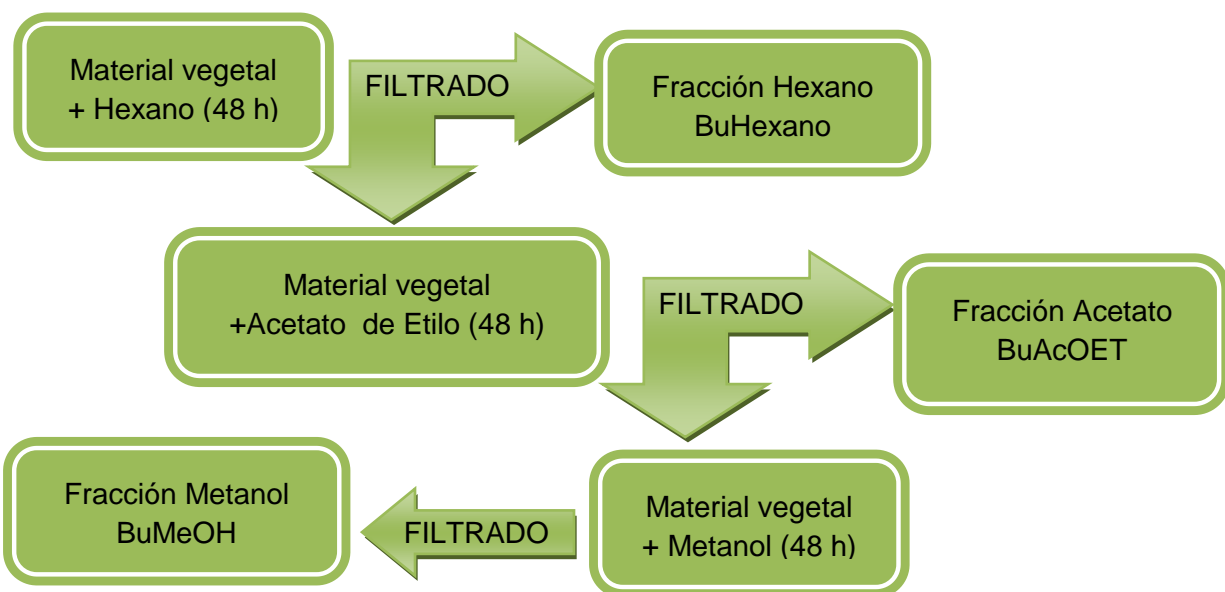 Material vegetal
+ Hexano (48 h)
FILTRADO
Fracción Hexano
BuHexano
Material vegetal
+Acetato de Etilo (48 h)
FILTRADO
Fracción Acetato
BuAcOET
Material vegetal
+ Metanol (48 h)
FILTRADO
Fracción Metanol
BuMeOH